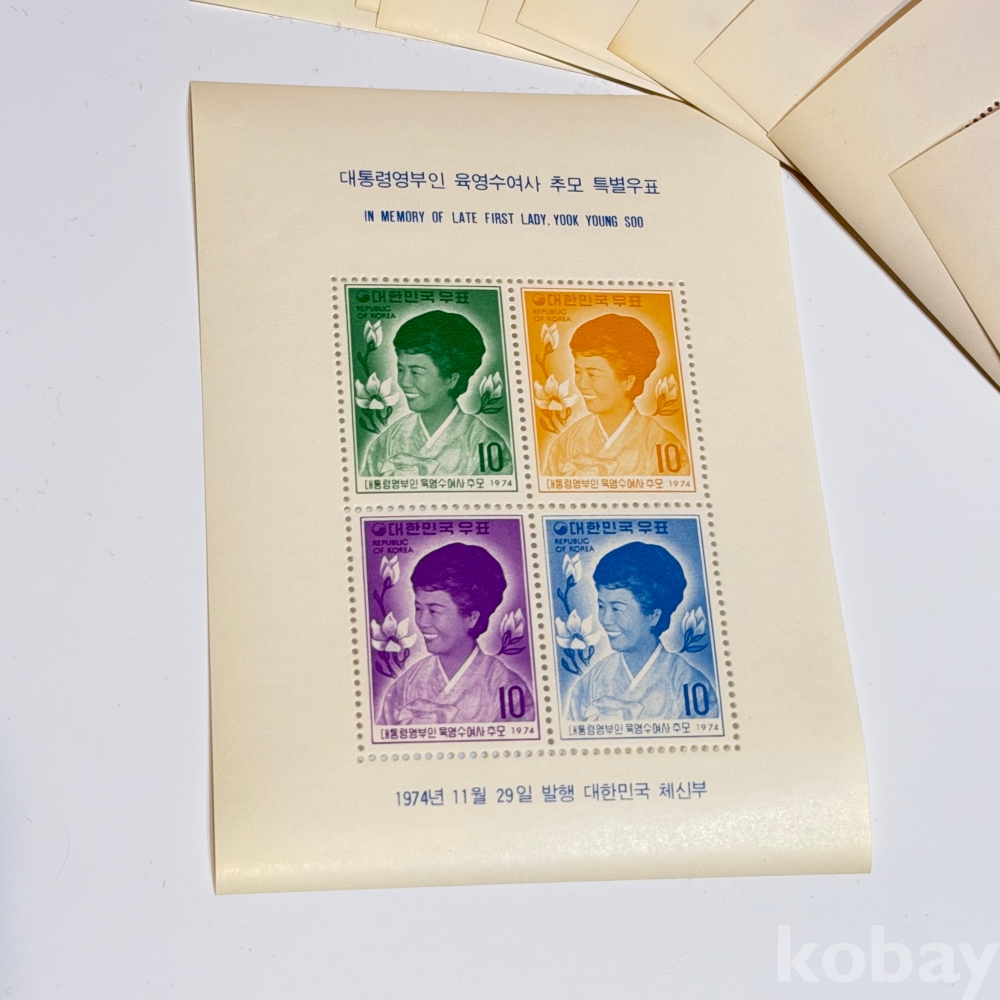 대통령영부인 육영수여사 추모 특별우표
IN MEMORY OF LATE FIRST LADY, YOOK YOUNG SOO
대한민국우표
REPUBLIC
OF KOREA
10
대통령영부인 육영수여사 추모 1974
대한민국우표
REPUBLIC
OF KOREA
10
대통령영부인 육영수여사 추모 1974
대한민국우표
REPUBLIC
OF KOREA
10
대통령영부인 육영수여사 추모 1974
대한민국우표
REPUBLIC
OF KOREA
10
대통령영부인 육영수여사 추모 1974
1974년 11월 29일 발행 대한민국 체신부
kobay